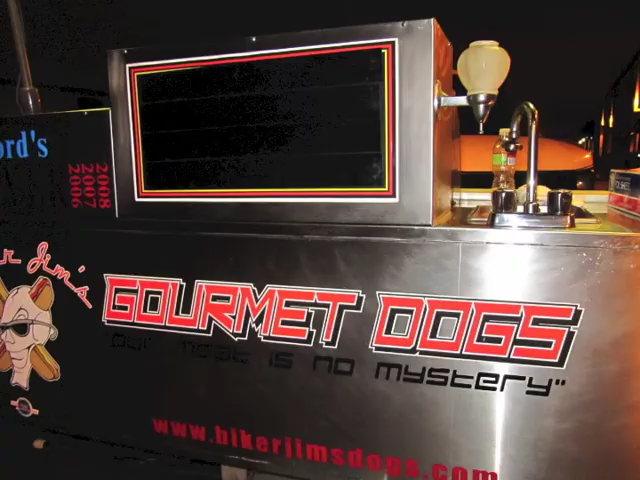 ord's
2008
2007
2006
r Jim's
GOURMET DOGS
our meat is no mystery"
www.bikerjimsdogs.com